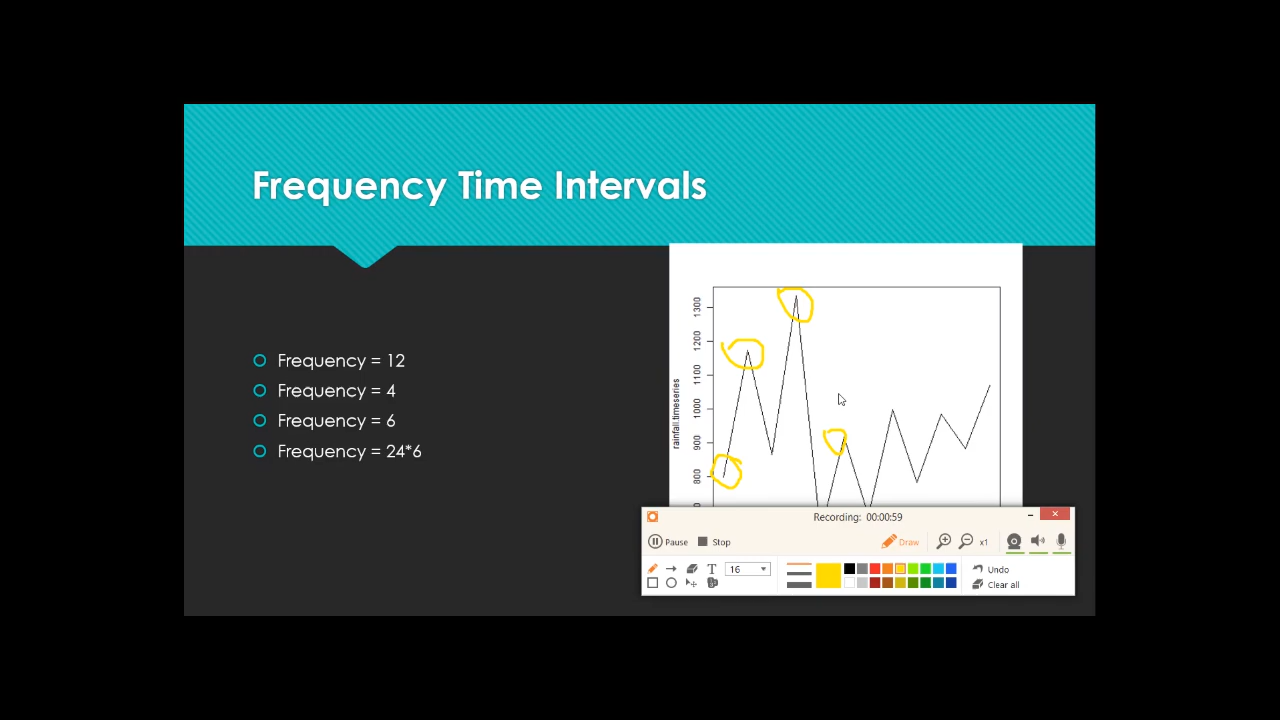 Frequency Time Intervals
Frequency = 12
Frequency = 4
Frequency = 6
Frequency = 24*6
rainfall.timeseries
1300
1200
1100
1000
900
800
Recording: 00:00:59
Pause
Stop
Draw
x1
T
16
Undo
Clear all